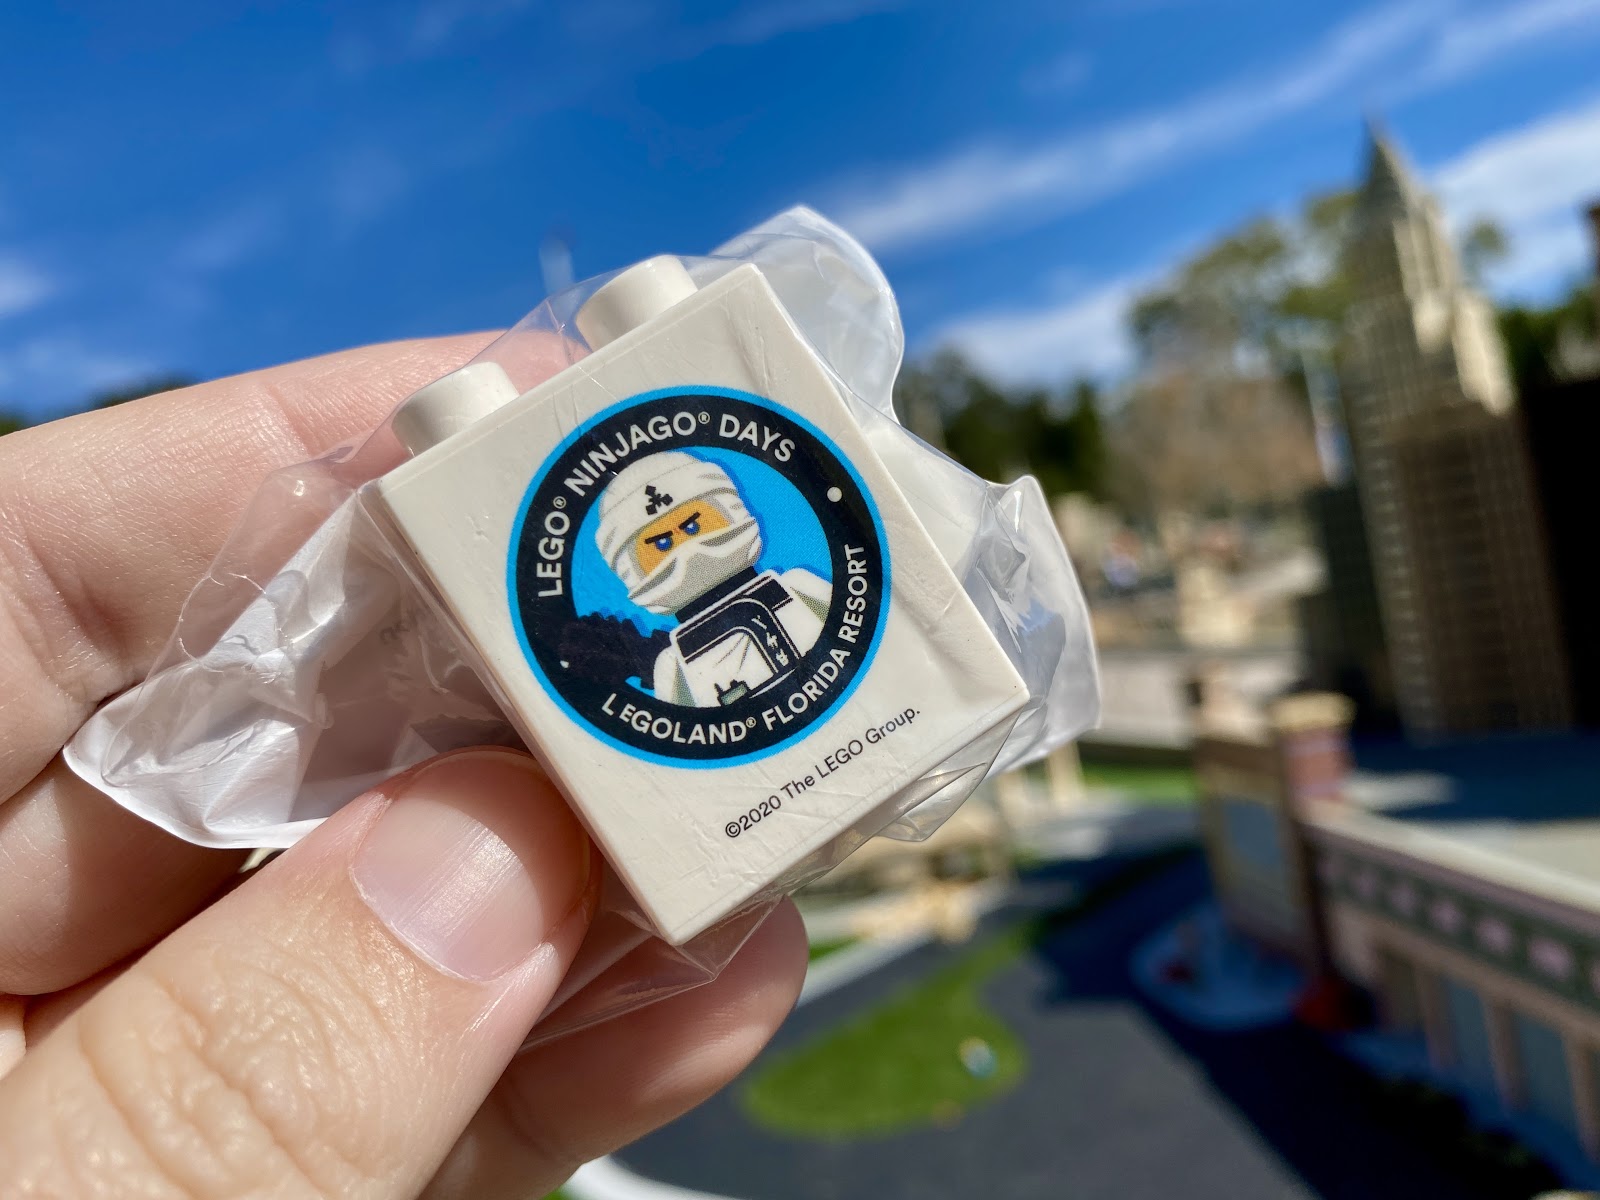 LEGO® NINJAGO® DAYS
LEGOLAND® FLORIDA RESORT
©2020 The LEGO Group.